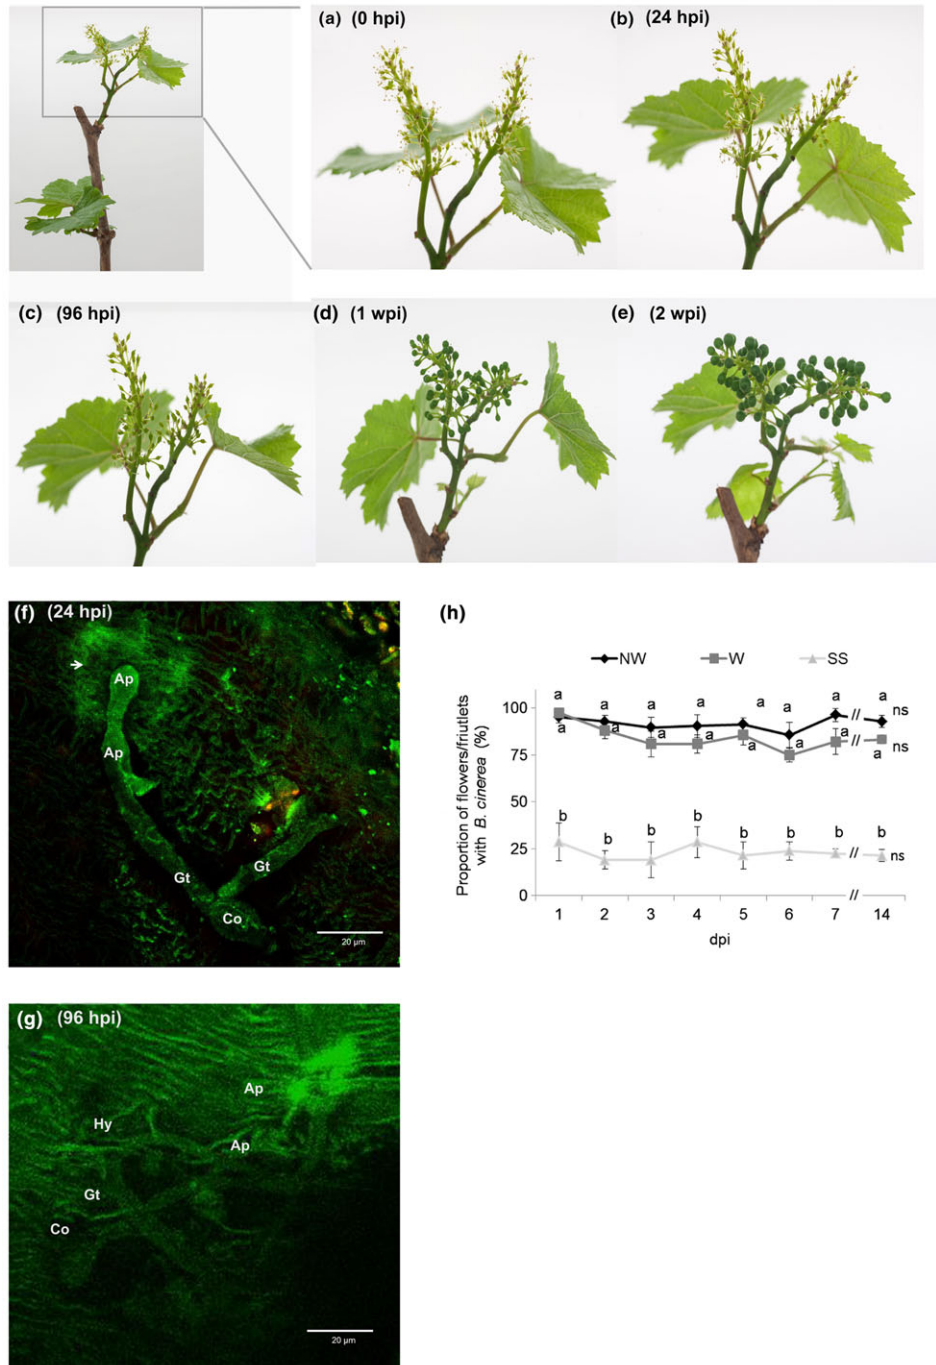 (a) (0 hpi)
(b) (24 hpi)
(c) (96 hpi)
(d) (1 wpi)
(e) (2 wpi)
(f) (24 hpi)
Ap
Ap
Gt
Gt
Co
20 µm
(g) (96 hpi)
Ap
Hy
Ap
Gt
Co
20 µm
(h)
NW W SS
Proportion of flowers/friutlets
with B. cinerea (%)
100
75
50
25
0
a a a a a a a a
ns
a a a a a a a a
ns
b b b b b b b b
ns
// // // //
1 2 3 4 5 6 7 14
dpi